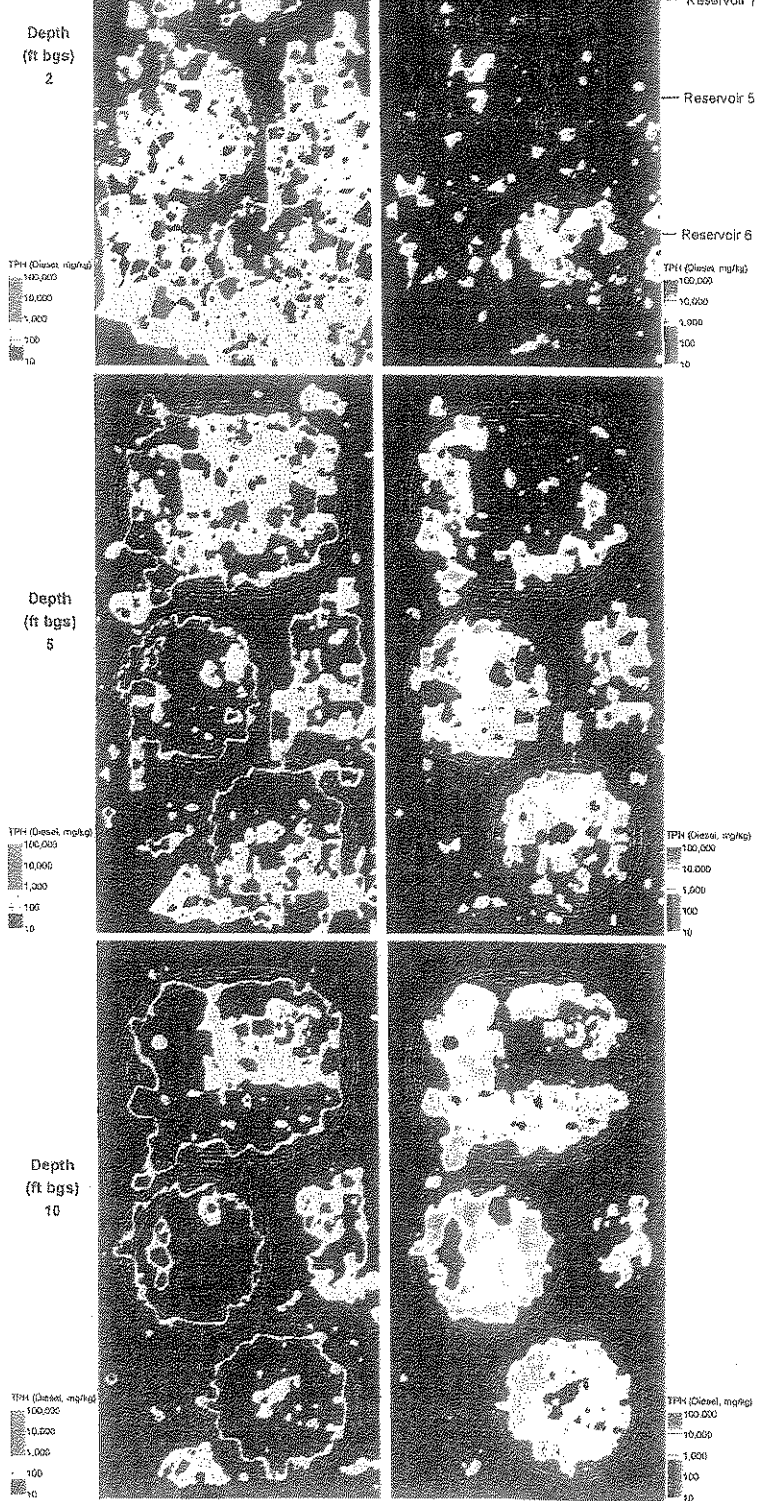 Reservoir 7
Depth
(ft bgs)
2
Reservoir 5
Reservoir 6
TPH (Diesel, mg/kg)
100,000
10,000
1,000
100
10
TPH (Diesel, mg/kg)
100,000
10,000
1,000
100
10
Depth
(ft bgs)
5
TPH (Diesel, mg/kg)
100,000
10,000
1,000
100
10
TPH (Diesel, mg/kg)
100,000
10,000
1,000
100
10
Depth
(ft bgs)
10
TPH (Diesel, mg/kg)
100,000
10,000
1,000
100
10
TPH (Diesel, mg/kg)
100,000
10,000
1,000
100
10